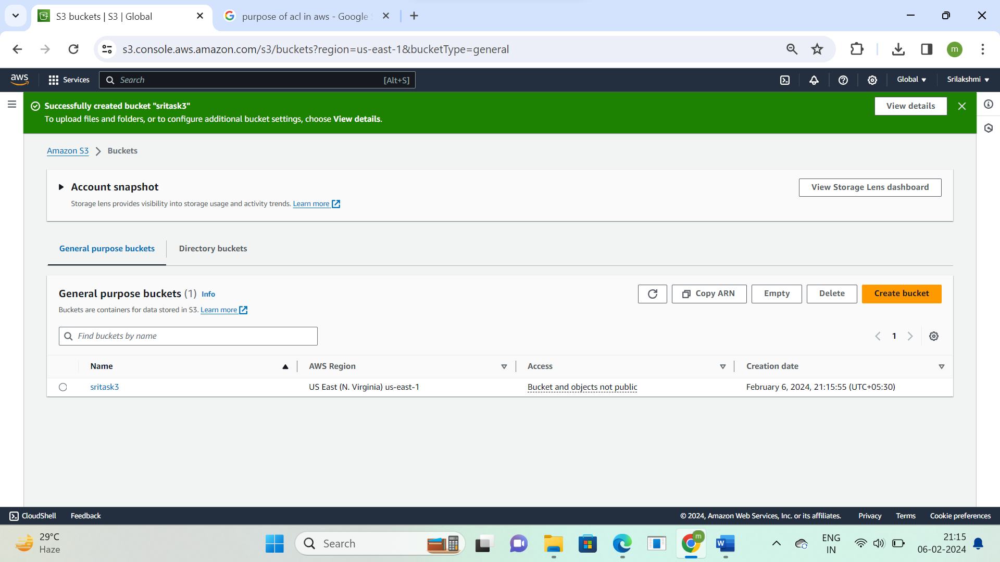 S3 buckets | S3 | Global
purpose of acl in aws - Google
s3.console.aws.amazon.com/s3/buckets?region=us-east-1&bucketType=general
m
aws
Services
Search
[Alt+S]
Global
Srilakshmi
Successfully created bucket "sritask3"
To upload files and folders, or to configure additional bucket settings, choose View details.
View details
Amazon S3
Buckets
Account snapshot
View Storage Lens dashboard
Storage lens provides visibility into storage usage and activity trends. Learn more
General purpose buckets
Directory buckets
General purpose buckets (1) Info
Copy ARN
Empty
Delete
Create bucket
Buckets are containers for data stored in S3. Learn more
Find buckets by name
1
Name
AWS Region
Access
Creation date
sritask3
US East (N. Virginia) us-east-1
Bucket and objects not public
February 6, 2024, 21:15:55 (UTC+05:30)
CloudShell
Feedback
© 2024, Amazon Web Services, Inc. or its affiliates.
Privacy
Terms
Cookie preferences
29°C
Haze
Search
m
W
ENG
IN
21:15
06-02-2024